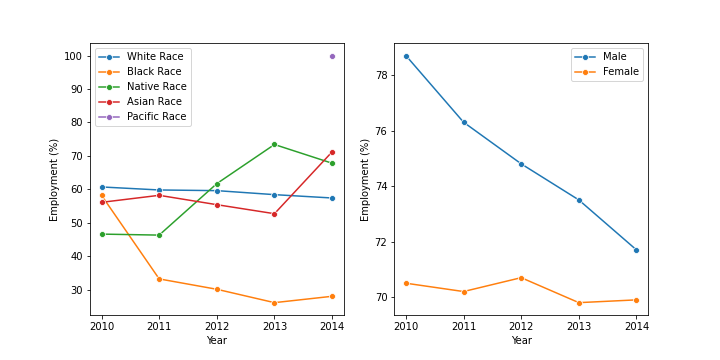 White Race
Black Race
Native Race
Asian Race
Pacific Race
100
90
80
70
60
50
40
30
Employment (%)
2010 2011 2012 2013 2014
Year
Male
Female
78
76
74
72
70
Employment (%)
2010 2011 2012 2013 2014
Year